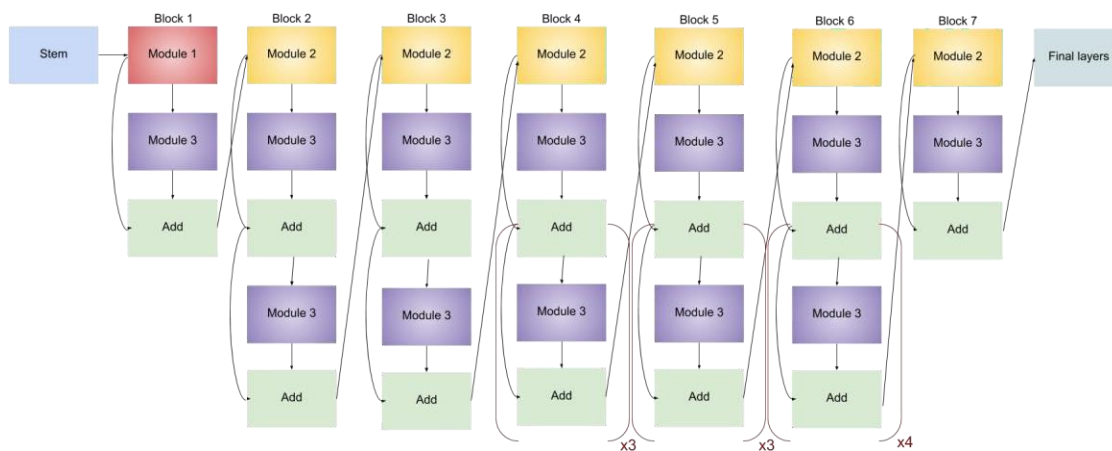 Block 1
Block 2
Block 3
Block 4
Block 5
Block 6
Block 7
Stem
Module 1
Module 2
Module 2
Module 2
Module 2
Module 2
Module 2
Final layers
Module 3
Module 3
Module 3
Module 3
Module 3
Module 3
Module 3
Add
Add
Add
Add
Add
Add
Add
Module 3
Module 3
Module 3
Module 3
Module 3
Add
Add
Add
Add
Add
x3
x3
x4